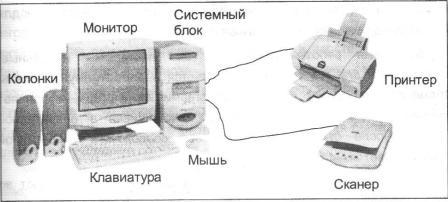 Монитор
Системный
блок
Колонки
Принтер
Клавиатура
Мышь
Сканер